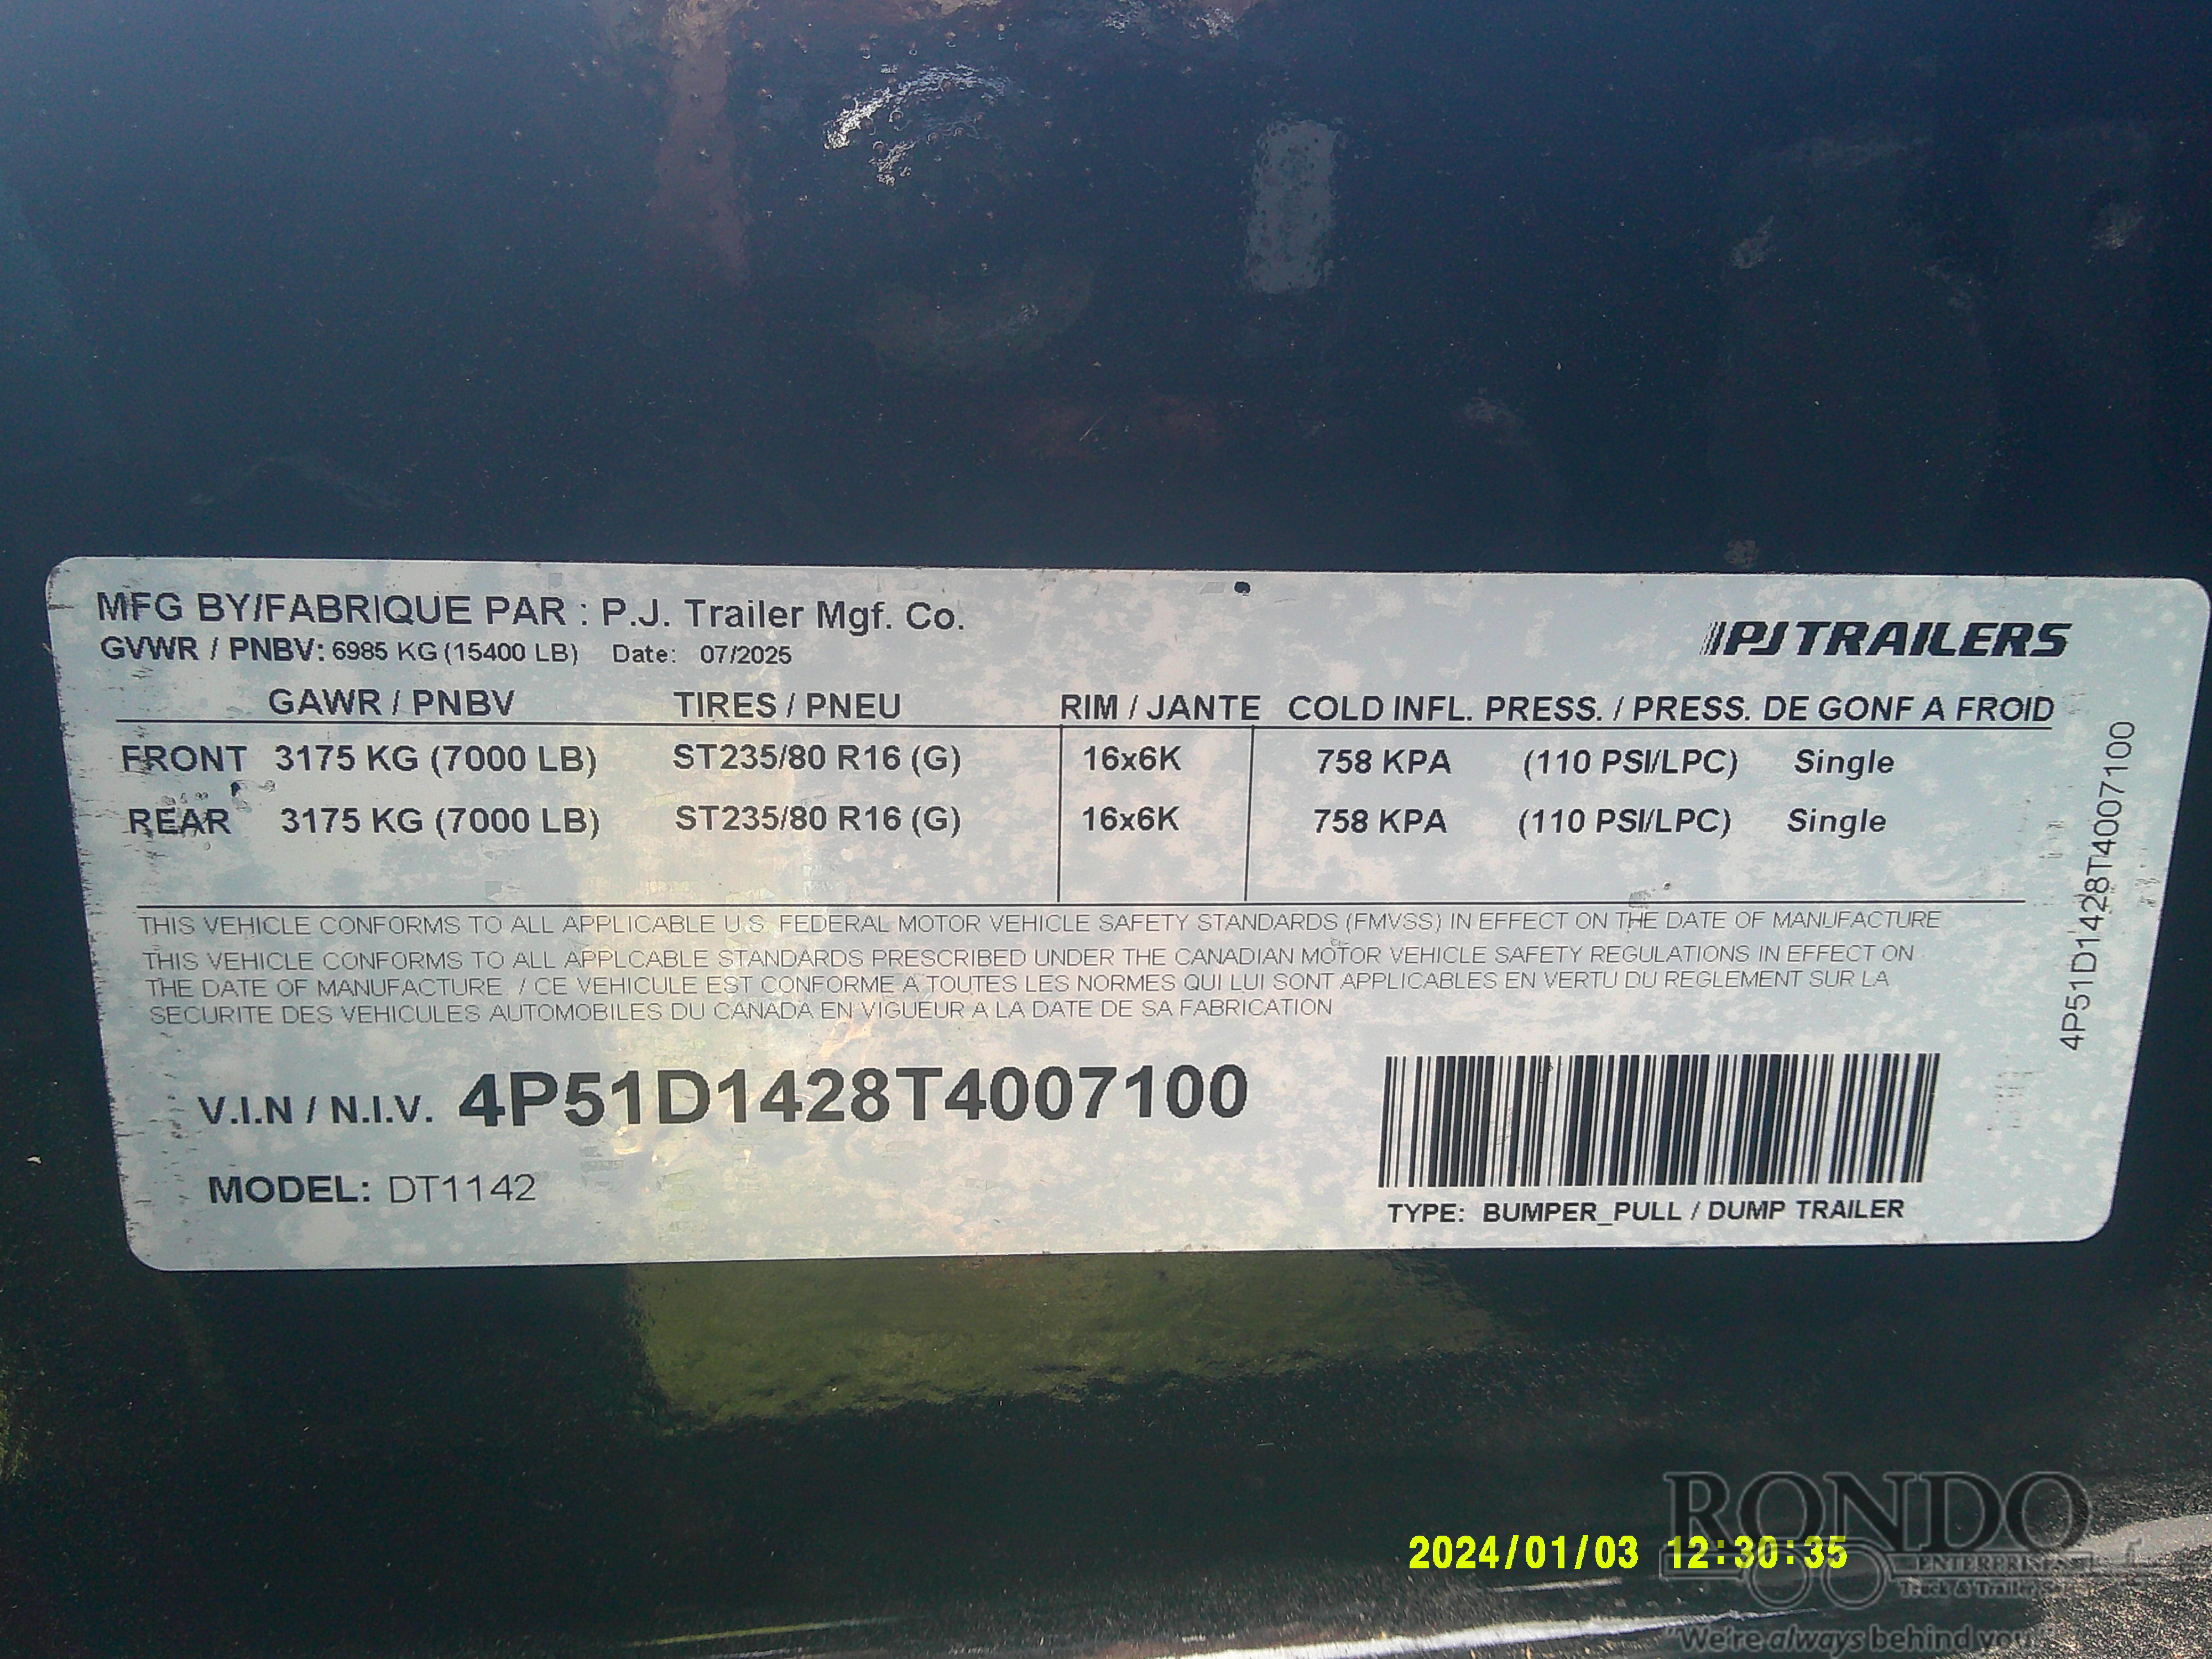 MFG BY/FABRIQUE PAR : P.J. Trailer Mgf. Co.
PJ TRAILERS
GVWR / PNBV: 6985 KG (15400 LB) Date: 07/2025
GAWR / PNBV TIRES / PNEU RIM / JANTE COLD INFL. PRESS. / PRESS. DE GONF A FROID
FRONT 3175 KG (7000 LB) ST235/80 R16 (G) 16x6K 758 KPA (110 PSI/LPC) Single
REAR 3175 KG (7000 LB) ST235/80 R16 (G) 16x6K 758 KPA (110 PSI/LPC) Single
THIS VEHICLE CONFORMS TO ALL APPLICABLE U.S. FEDERAL MOTOR VEHICLE SAFETY STANDARDS (FMVSS) IN EFFECT ON THE DATE OF MANUFACTURE
THIS VEHICLE CONFORMS TO ALL APPLCABLE STANDARDS PRESCRIBED UNDER THE CANADIAN MOTOR VEHICLE SAFETY REGULATIONS IN EFFECT ON
THE DATE OF MANUFACTURE / CE VEHICULE EST CONFORME A TOUTES LES NORMES QUI LUI SONT APPLICABLES EN VERTU DU REGLEMENT SUR LA
SECURITE DES VEHICULES AUTOMOBILES DU CANADA EN VIGUEUR A LA DATE DE SA FABRICATION
V.I.N / N.I.V. 4P51D1428T4007100
MODEL: DT1142
TYPE: BUMPER_PULL / DUMP TRAILER
4P51D1428T4007100
2024/01/03 12:30:35
RONDO
ENTERPRISES
Truck & Trailer
"We're always behind you!"